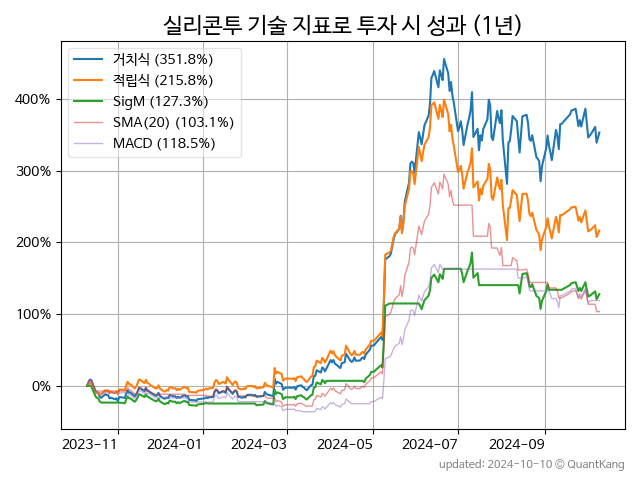 실리콘투 기술 지표로 투자 시 성과 (1년)
거치식 (351.8%)
적립식 (215.8%)
SigM (127.3%)
SMA(20) (103.1%)
MACD (118.5%)
400%
300%
200%
100%
0%
2023-11 2024-01 2024-03 2024-05 2024-07 2024-09
updated: 2024-10-10 © QuantKang